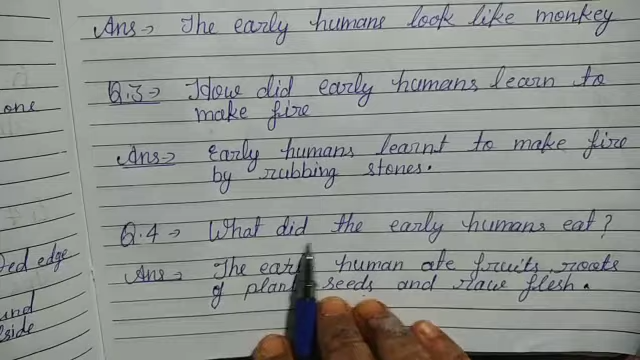 one
ded edge
and
side
Ans → The early humans look like monkey
Q.3 → How did early humans learn to
make fire
Ans → Early humans learnt to make fire
by rubbing stones.
Q.4 → What did the early humans eat?
Ans → The early human ate fruits, roots
of plant seeds and raw flesh.